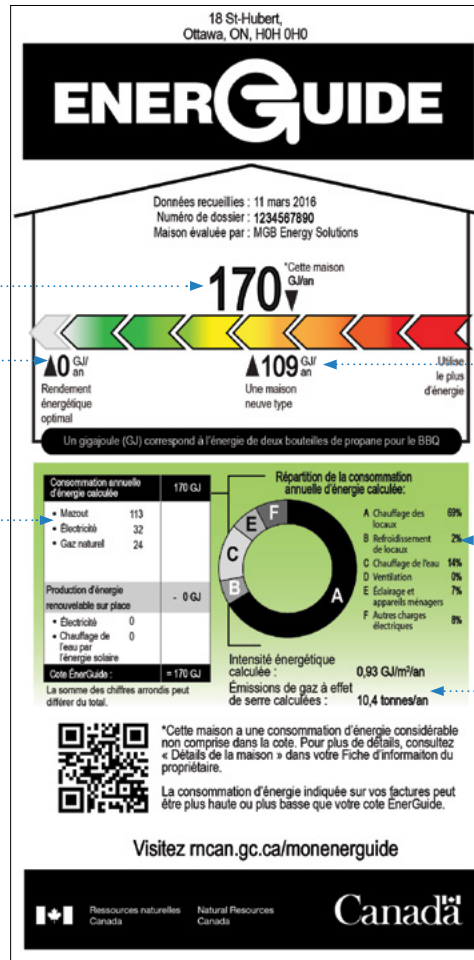 18 St-Hubert,
Ottawa, ON, H0H 0H0
ENERGUIDE
Données recueillies : 11 mars 2016
Numéro de dossier : 1234567890
Maison évaluée par : MGB Energy Solutions
170
*Cette maison
GJ/an
0 GJ/
an
Rendement
énergétique
optimal
109 GJ/
an
Une maison
neuve type
Utilise
le plus
d'énergie
Un gigajoule (GJ) correspond à l'énergie de deux bouteilles de propane pour le BBQ
Consommation annuelle
d'énergie calculée
170 GJ
• Mazout 113
• Électricité 32
• Gaz naturel 24
Production d'énergie
renouvelable sur place
- 0 GJ
• Électricité 0
• Chauffage de 0
l'eau par
l'énergie solaire
Cote ÉnerGuide : = 170 GJ
La somme des chiffres arrondis peut
différer du total.
Répartition de la consommation
annuelle d'énergie calculée:
F
E
C
B
A
A Chauffage des 69%
locaux
B Refroidissement 2%
de locaux
C Chauffage de l'eau 14%
D Ventilation 0%
E Éclairage et 7%
appareils ménagers
F Autres charges 8%
électriques
Intensité énergétique
calculée : 0,93 GJ/m²/an
Émissions de gaz à effet
de serre calculées : 10,4 tonnes/an
*Cette maison a une consommation d'énergie considérable
non comprise dans la cote. Pour plus de détails, consultez
« Détails de la maison » dans votre Fiche d'informaiton du
propriétaire.
La consommation d'énergie indiquée sur vos factures peut
être plus haute ou plus basse que votre cote ÉnerGuide.
Visitez rncan.gc.ca/monenerguide
Ressources naturelles
Canada
Natural Resources
Canada
Canada